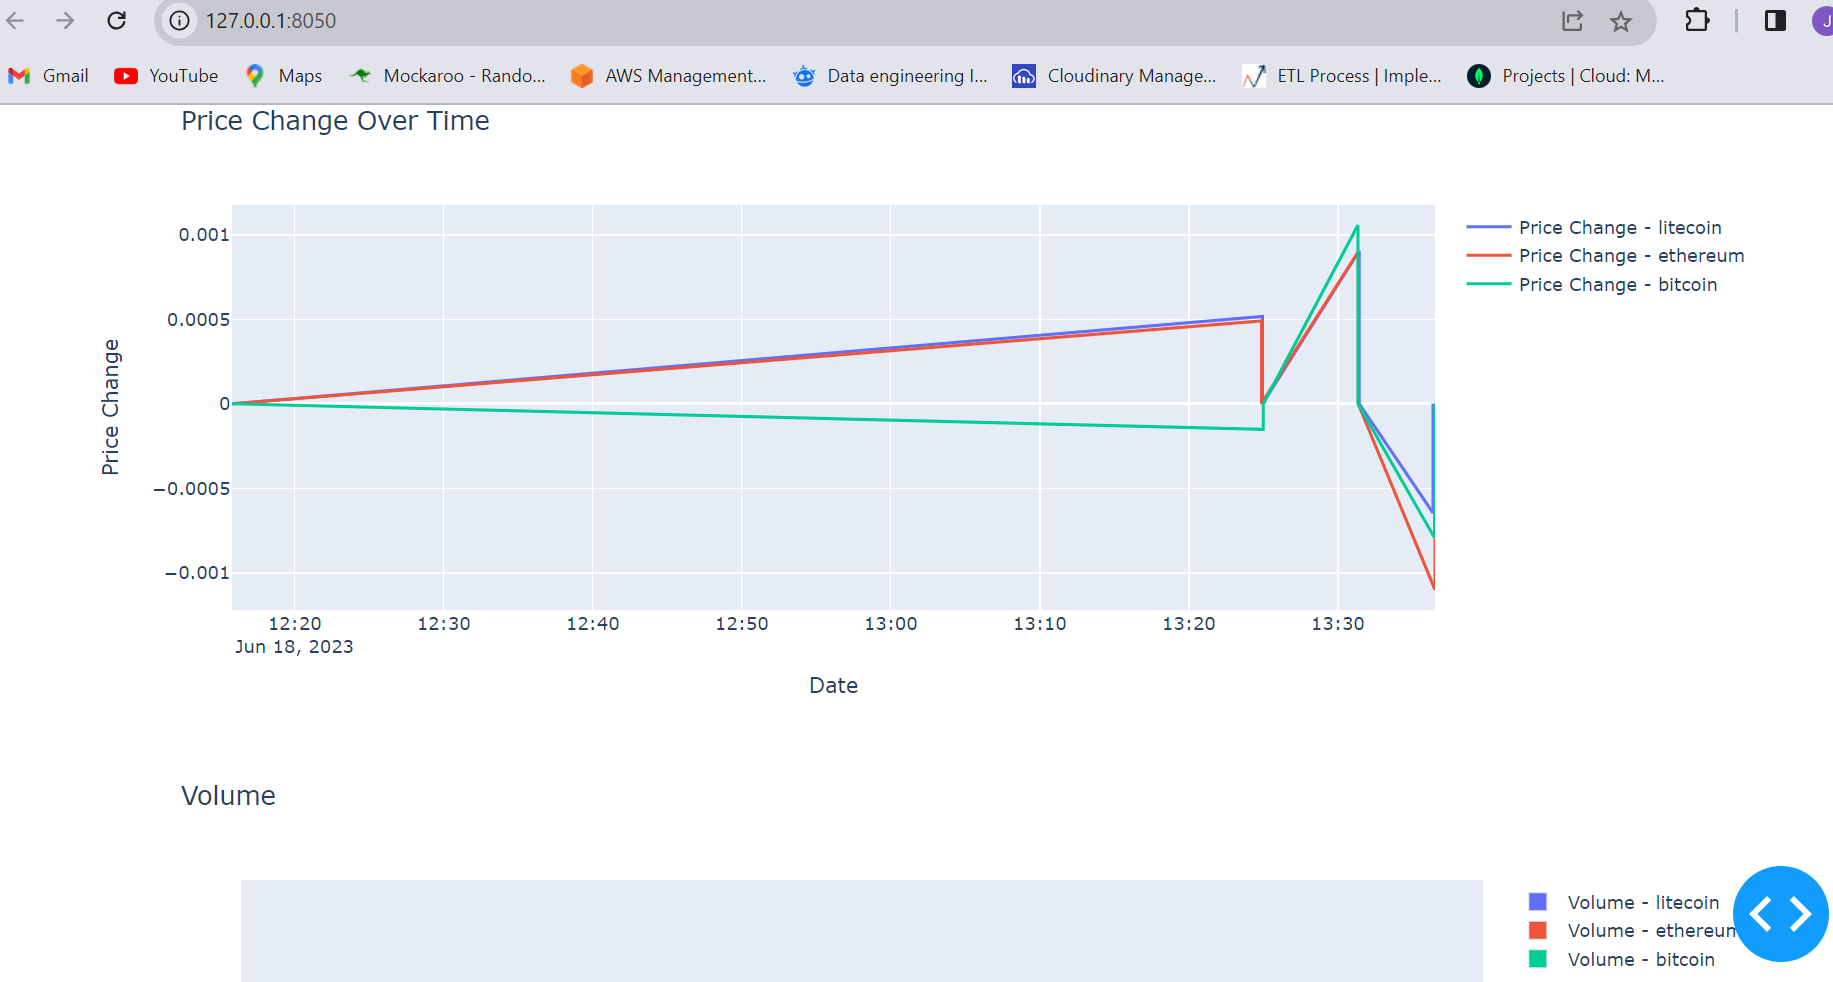 127.0.0.1:8050
J
Gmail YouTube Maps Mockaroo - Rando... AWS Management... Data engineering I... Cloudinary Manage... ETL Process | Imple... Projects | Cloud: M...
Price Change Over Time
0.001
0.0005
0
−0.0005
−0.001
Price Change
12:20 12:30 12:40 12:50 13:00 13:10 13:20 13:30
Jun 18, 2023
Date
Price Change - litecoin
Price Change - ethereum
Price Change - bitcoin
Volume
Volume - litecoin
Volume - ethereum
Volume - bitcoin